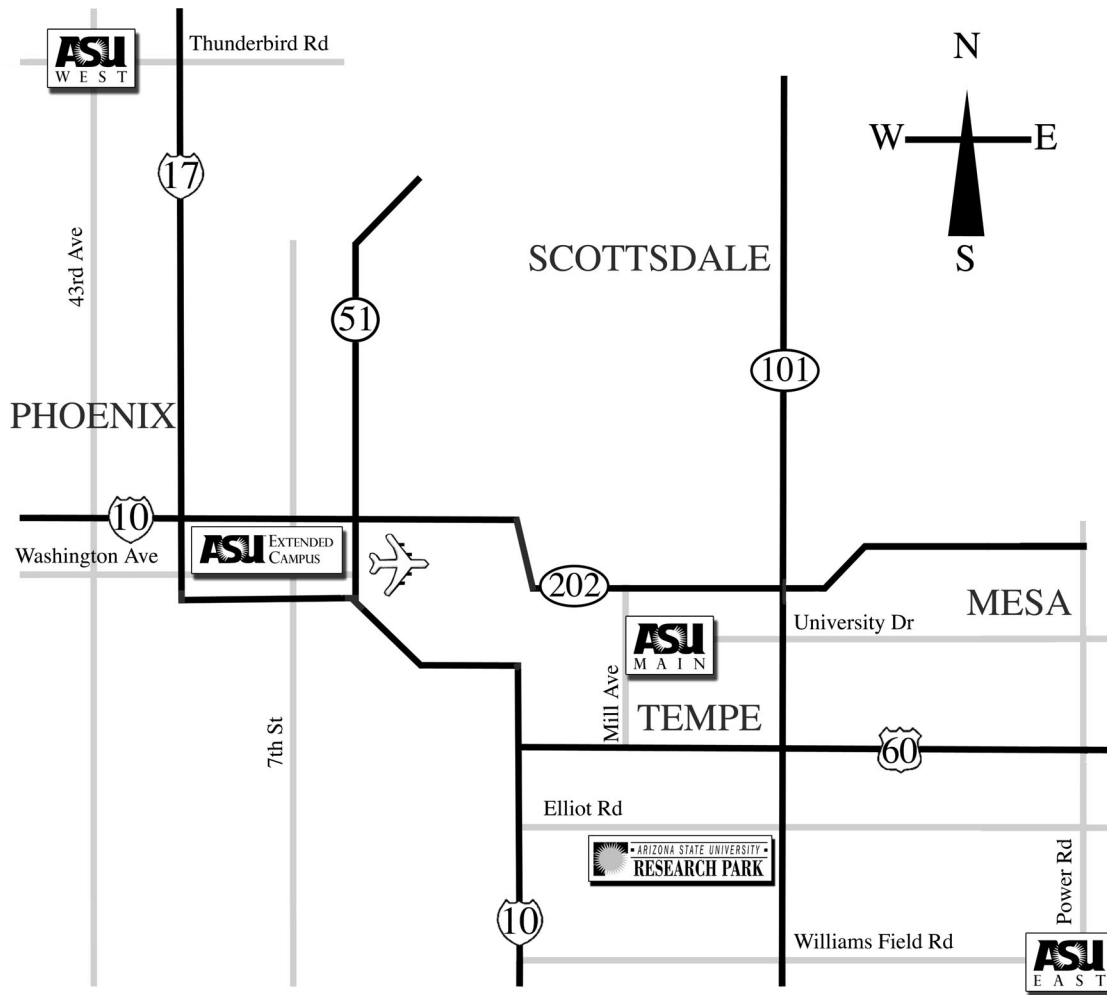 ASU
WEST
Thunderbird Rd
N
W
E
S
17
43rd Ave
SCOTTSDALE
51
101
PHOENIX
10
Washington Ave
ASU EXTENDED
CAMPUS
202
MESA
University Dr
ASU
MAIN
Mill Ave
TEMPE
7th St
60
Elliot Rd
ARIZONA STATE UNIVERSITY
RESEARCH PARK
Power Rd
10
Williams Field Rd
ASU
EAST